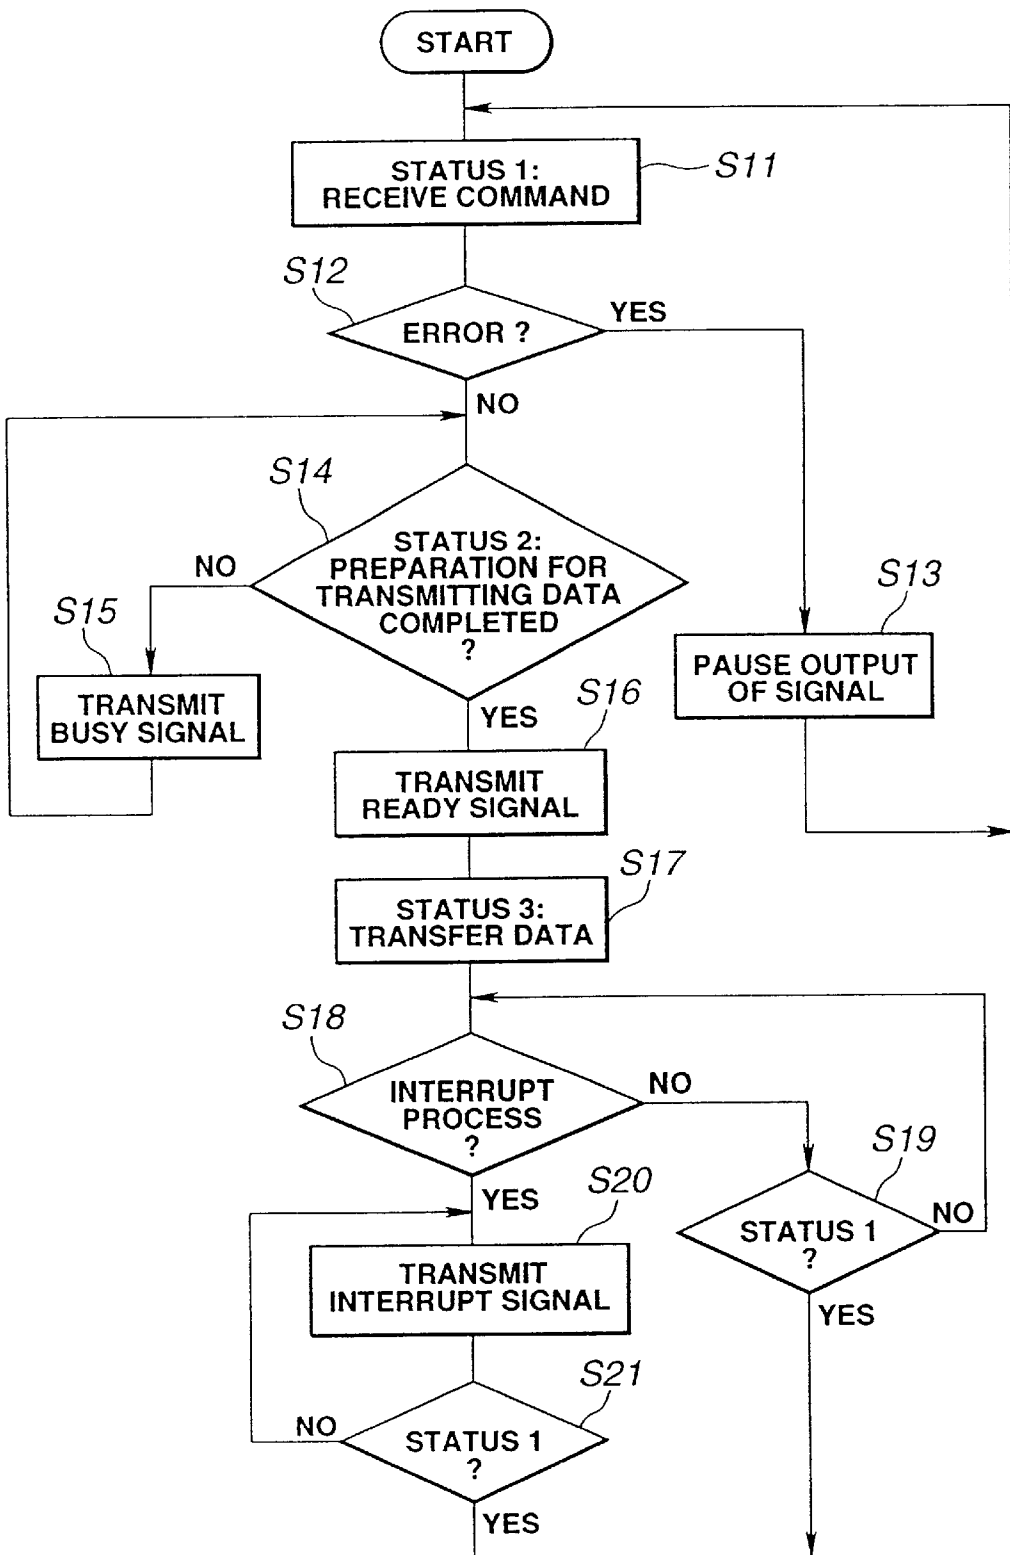 START
STATUS 1:
RECEIVE COMMAND
S11
S12
ERROR ?
YES
NO
S14
STATUS 2:
PREPARATION FOR
TRANSMITTING DATA
COMPLETED
?
NO
S15
TRANSMIT
BUSY SIGNAL
S13
PAUSE OUTPUT
OF SIGNAL
YES
S16
TRANSMIT
READY SIGNAL
S17
STATUS 3:
TRANSFER DATA
S18
INTERRUPT
PROCESS
?
NO
S19
STATUS 1
?
NO
YES
YES
S20
TRANSMIT
INTERRUPT SIGNAL
S21
STATUS 1
?
NO
YES